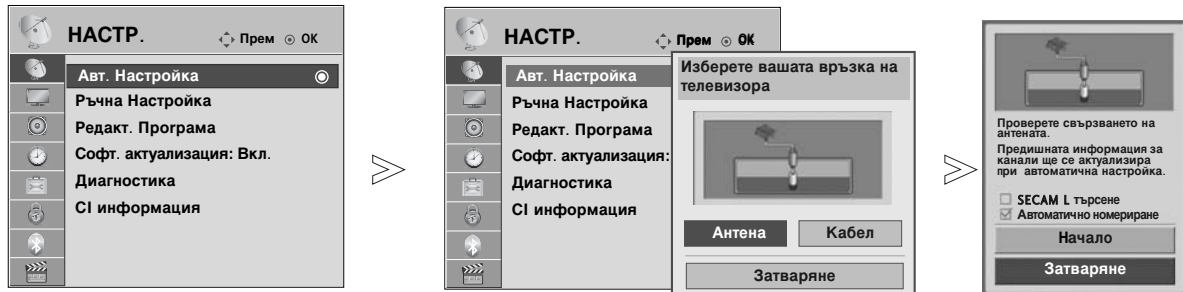 НАСТР.
Прем ОК
Авт. Настройка
Ръчна Настройка
Редакт. Програма
Софт. актуализация: Вкл.
Диагностика
CI информация
НАСТР.
Прем ОК
Авт. Настройка
Ръчна Настройка
Редакт. Програма
Софт. актуализация:
Диагностика
CI информация
Изберете вашата връзка на
телевизора
Антена
Кабел
Затваряне
Проверете свързването на
антената.
Предишната информация за
канали ще се актуализира
при автоматична настройка.
SECAM L търсене
Автоматично номериране
Начало
Затваряне